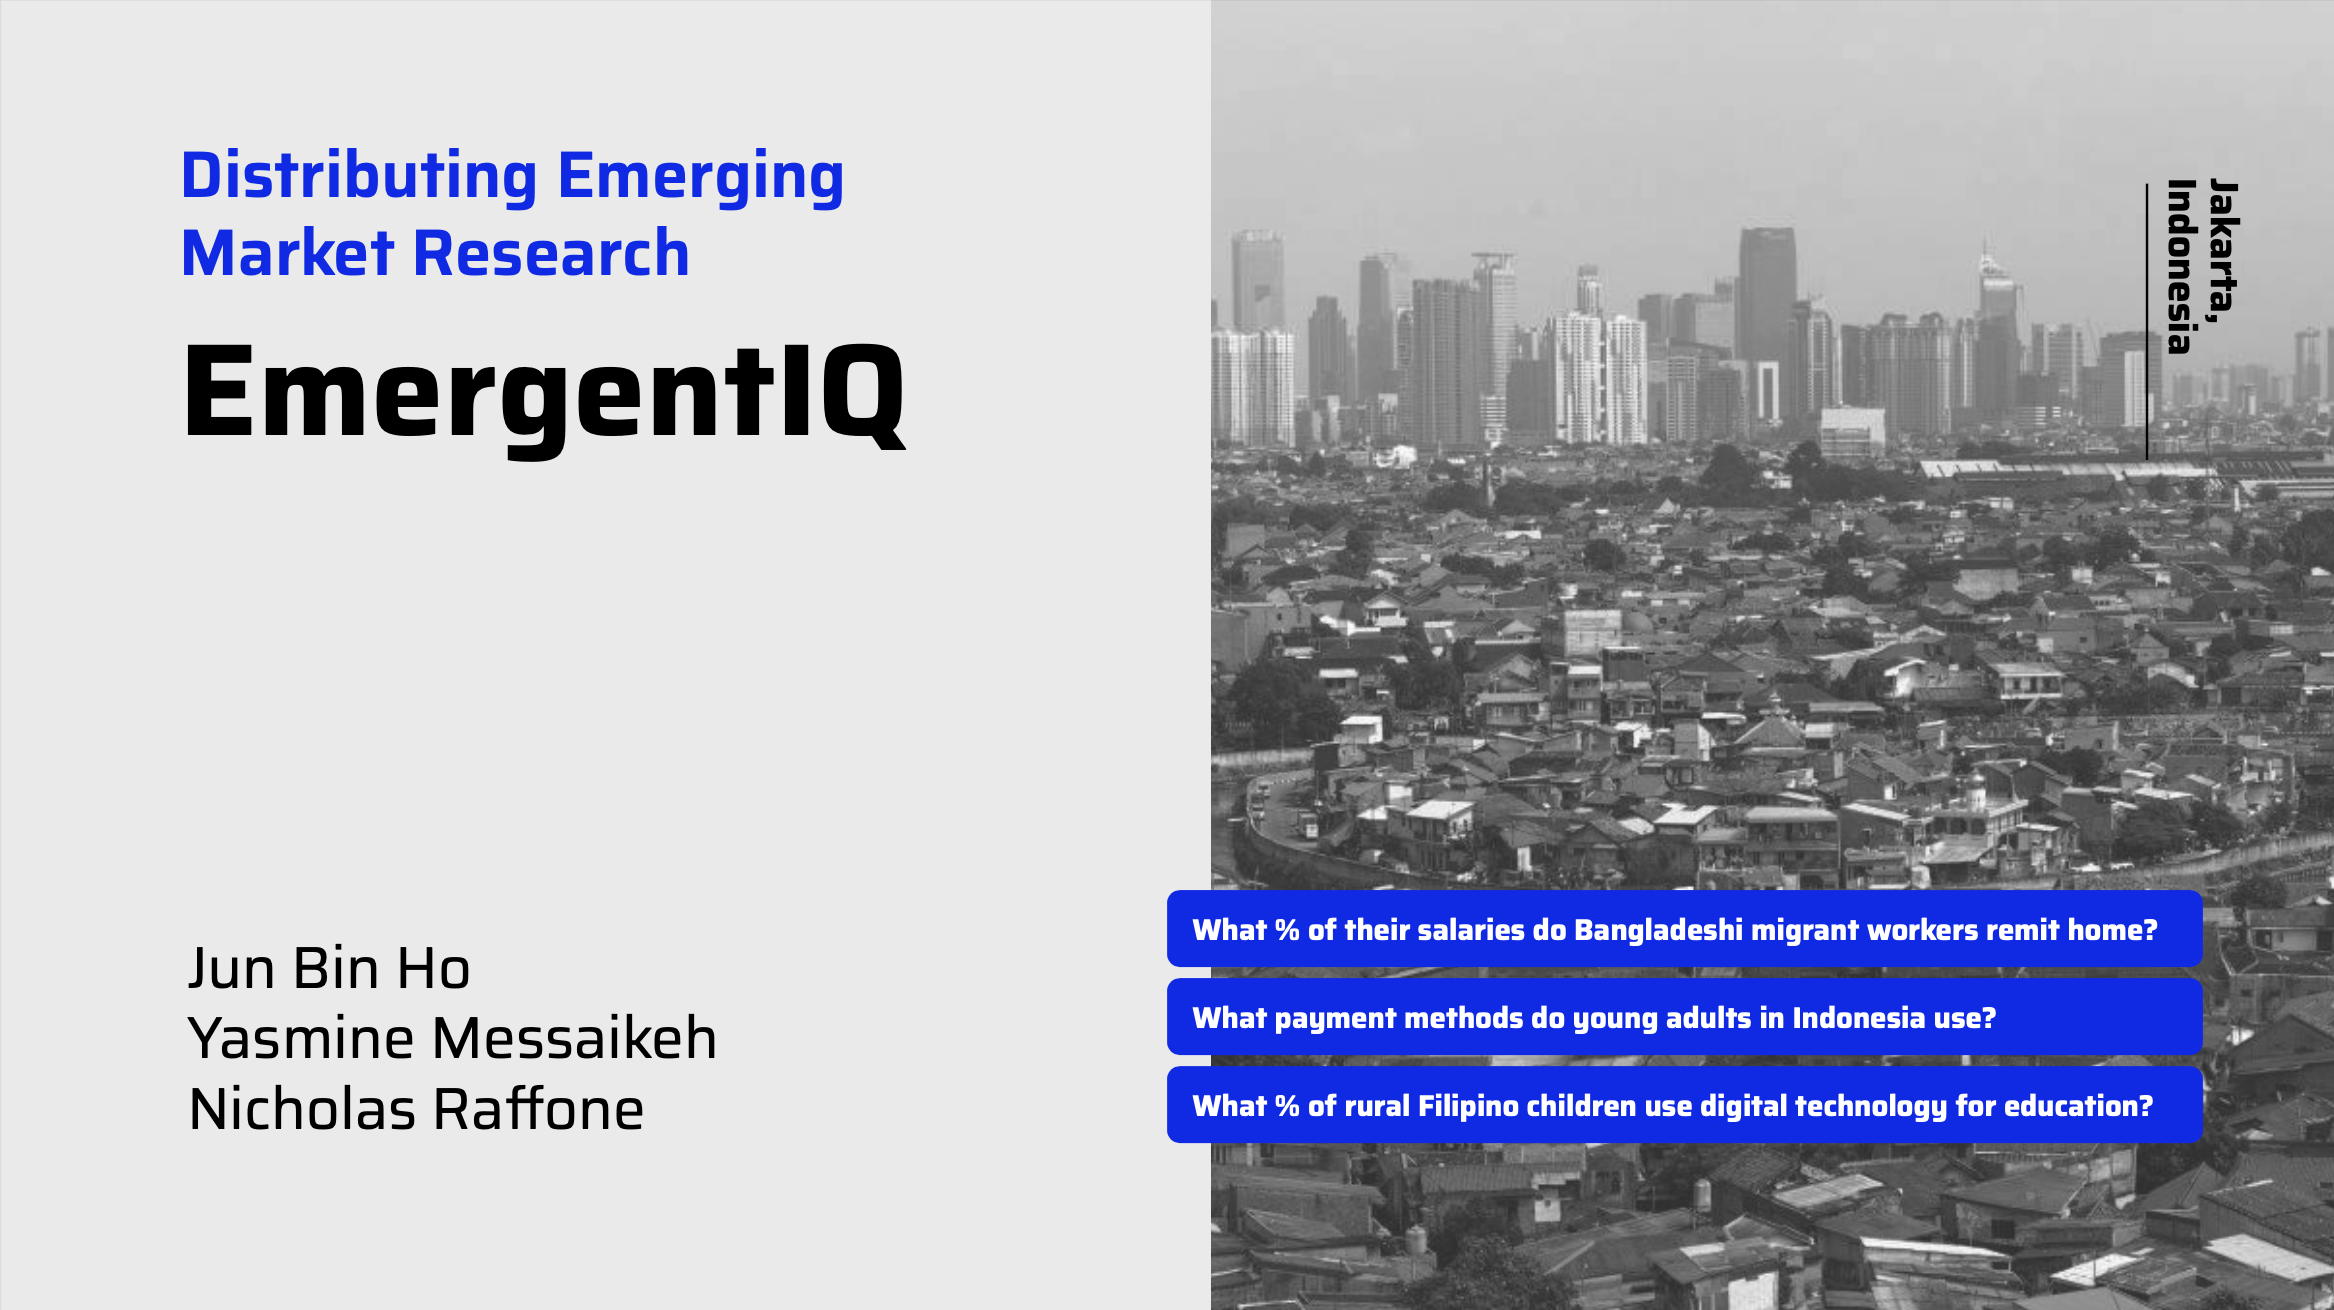 Distributing Emerging
Market Research
EmergentIQ
Jun Bin Ho
Yasmine Messaikeh
Nicholas Raffone
Jakarta,
Indonesia
What % of their salaries do Bangladeshi migrant workers remit home?
What payment methods do young adults in Indonesia use?
What % of rural Filipino children use digital technology for education?